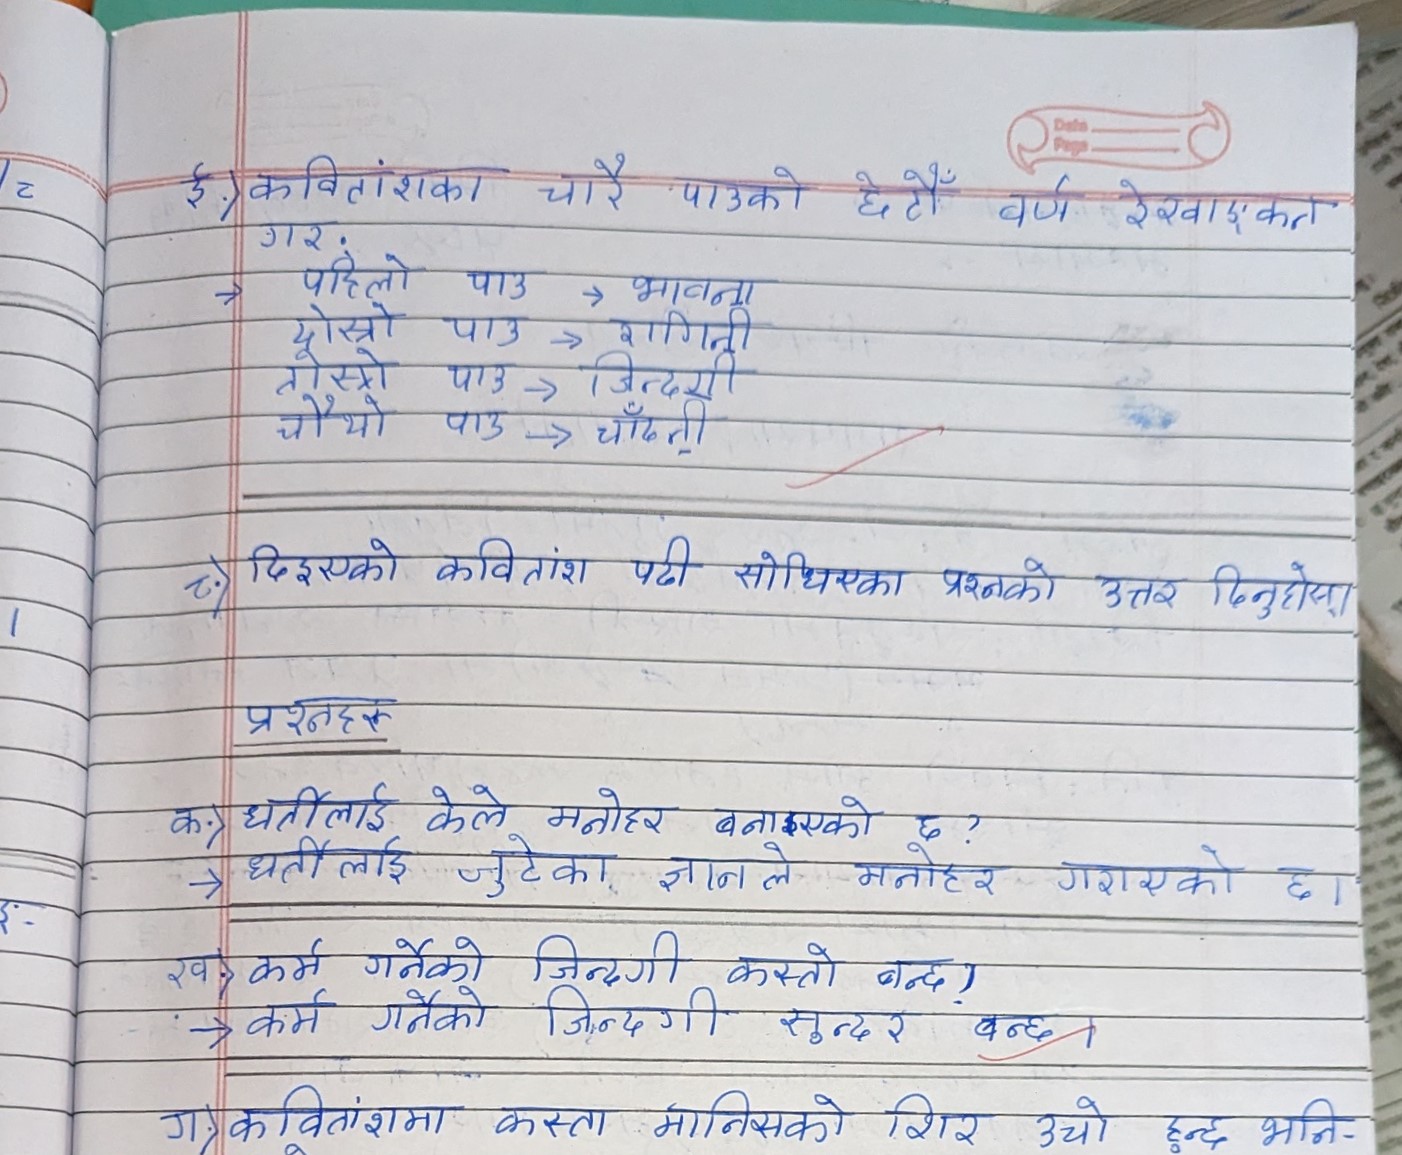 Date
Page
ई.) कवितांशका चारै पाउको छेटौँ वर्ण रेखाङ्कन
गर.
→ पहिलो पाउ → भावना
दोस्रो पाउ → रागिनी
तेस्रो पाउ → जिन्दगी
चौथो पाउ → चाँदनी
८.) दिइएको कवितांश पढी सोधिएका प्रश्नको उत्तर दिनुहोस्।
प्रश्नहरू
क.) धर्तीलाई केले मनोहर बनाइएको छ?
→ धर्तीलाई जुटेका ज्ञानले मनोहर गराएको छ।
ख.) कर्म गर्नेको जिन्दगी कस्तो बन्छ?
→ कर्म गर्नेको जिन्दगी सुन्दर बन्छ।
ग.) कवितांशमा कस्ता मानिसको शिर उचो हुन्छ भनि-